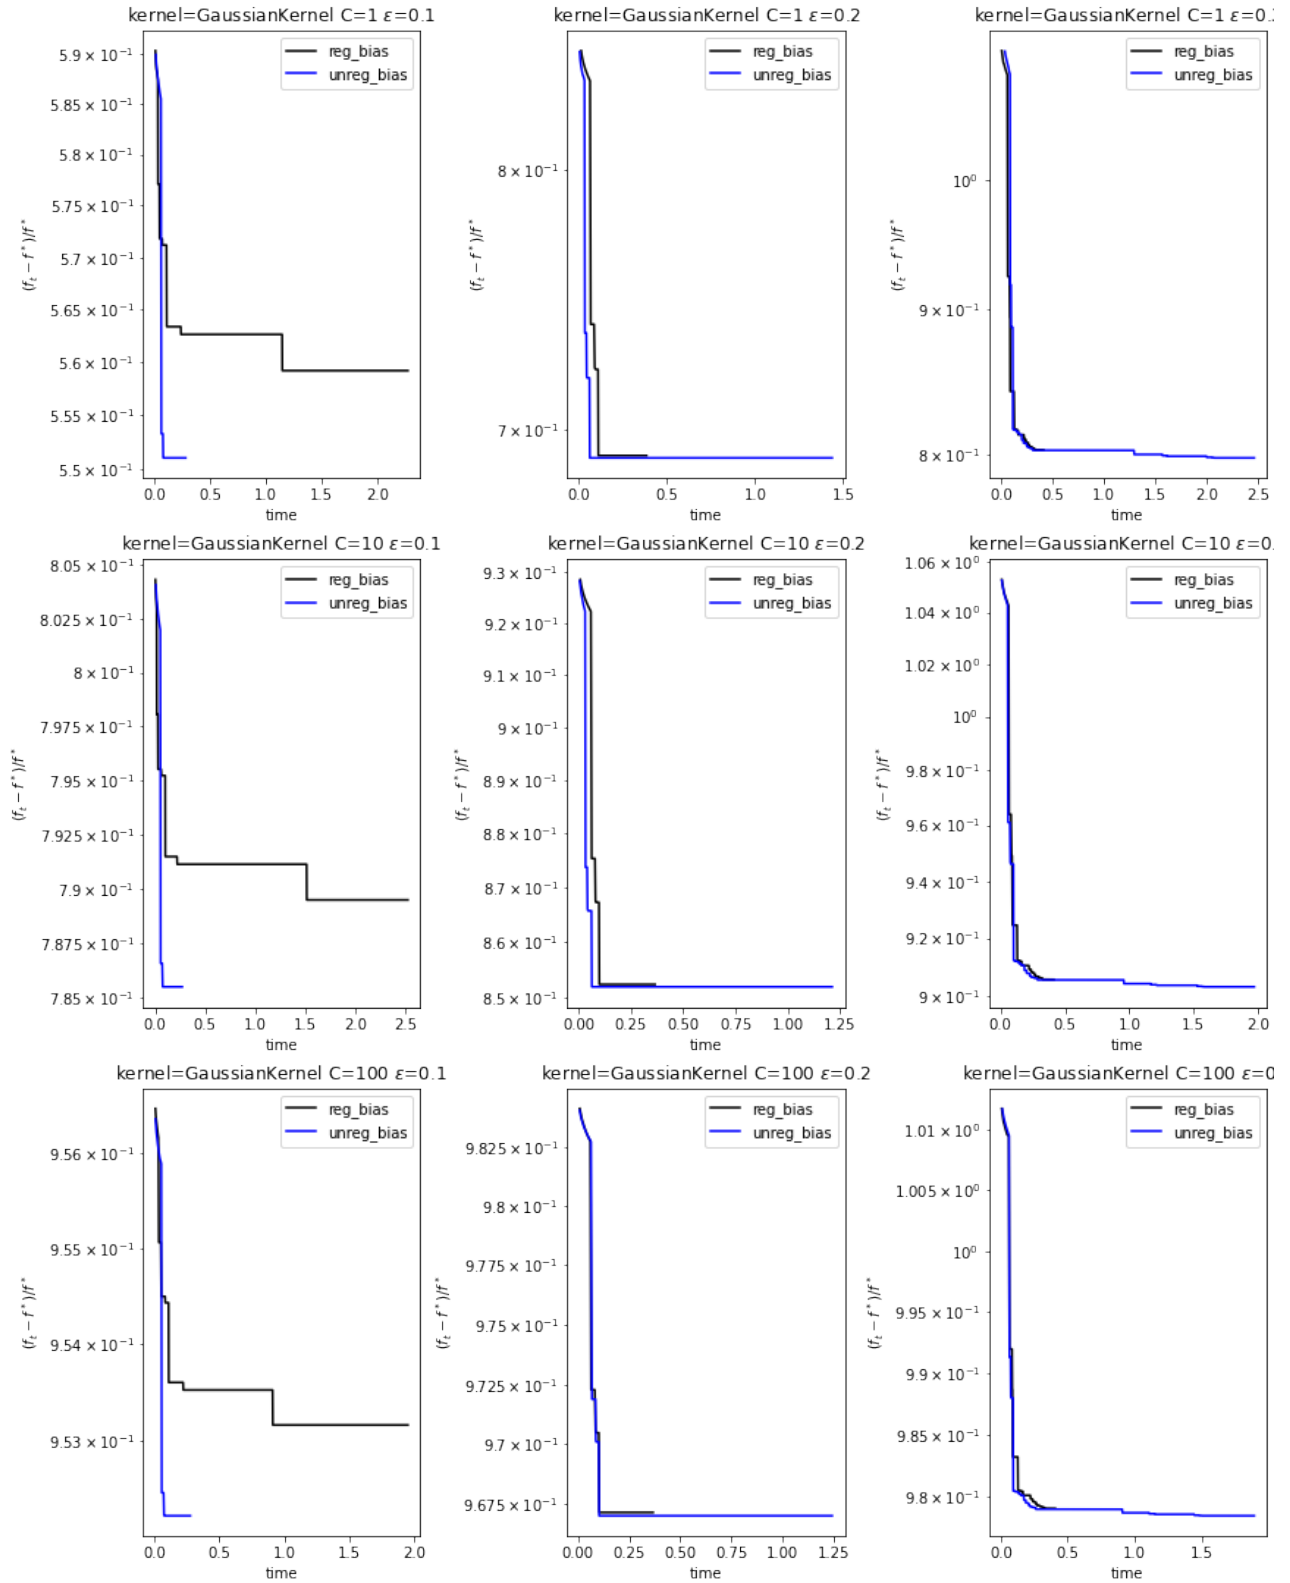 kernel=GaussianKernel C=1 ε=0.1
reg_bias
unreg_bias
5.9 × 10⁻¹
5.85 × 10⁻¹
5.8 × 10⁻¹
5.75 × 10⁻¹
5.7 × 10⁻¹
5.65 × 10⁻¹
5.6 × 10⁻¹
5.55 × 10⁻¹
5.5 × 10⁻¹
(fₜ − f*)/f*
0.0 0.5 1.0 1.5 2.0
time
kernel=GaussianKernel C=1 ε=0.2
reg_bias
unreg_bias
8 × 10⁻¹
7 × 10⁻¹
(fₜ − f*)/f*
0.0 0.5 1.0 1.5
time
kernel=GaussianKernel C=1 ε=0.
reg_bias
unreg_bias
10⁰
9 × 10⁻¹
8 × 10⁻¹
(fₜ − f*)/f*
0.0 0.5 1.0 1.5 2.0 2.5
time
kernel=GaussianKernel C=10 ε=0.1
reg_bias
unreg_bias
8.05 × 10⁻¹
8.025 × 10⁻¹
8 × 10⁻¹
7.975 × 10⁻¹
7.95 × 10⁻¹
7.925 × 10⁻¹
7.9 × 10⁻¹
7.875 × 10⁻¹
7.85 × 10⁻¹
(fₜ − f*)/f*
0.0 0.5 1.0 1.5 2.0 2.5
time
kernel=GaussianKernel C=10 ε=0.2
reg_bias
unreg_bias
9.3 × 10⁻¹
9.2 × 10⁻¹
9.1 × 10⁻¹
9 × 10⁻¹
8.9 × 10⁻¹
8.8 × 10⁻¹
8.7 × 10⁻¹
8.6 × 10⁻¹
8.5 × 10⁻¹
(fₜ − f*)/f*
0.00 0.25 0.50 0.75 1.00 1.25
time
kernel=GaussianKernel C=10 ε=0.
reg_bias
unreg_bias
1.06 × 10⁰
1.04 × 10⁰
1.02 × 10⁰
10⁰
9.8 × 10⁻¹
9.6 × 10⁻¹
9.4 × 10⁻¹
9.2 × 10⁻¹
9 × 10⁻¹
(fₜ − f*)/f*
0.0 0.5 1.0 1.5 2.0
time
kernel=GaussianKernel C=100 ε=0.1
reg_bias
unreg_bias
9.56 × 10⁻¹
9.55 × 10⁻¹
9.54 × 10⁻¹
9.53 × 10⁻¹
(fₜ − f*)/f*
0.0 0.5 1.0 1.5 2.0
time
kernel=GaussianKernel C=100 ε=0.2
reg_bias
unreg_bias
9.825 × 10⁻¹
9.8 × 10⁻¹
9.775 × 10⁻¹
9.75 × 10⁻¹
9.725 × 10⁻¹
9.7 × 10⁻¹
9.675 × 10⁻¹
(fₜ − f*)/f*
0.00 0.25 0.50 0.75 1.00 1.25
time
kernel=GaussianKernel C=100 ε=0
reg_bias
unreg_bias
1.01 × 10⁰
1.005 × 10⁰
10⁰
9.95 × 10⁻¹
9.9 × 10⁻¹
9.85 × 10⁻¹
9.8 × 10⁻¹
(fₜ − f*)/f*
0.0 0.5 1.0 1.5
time